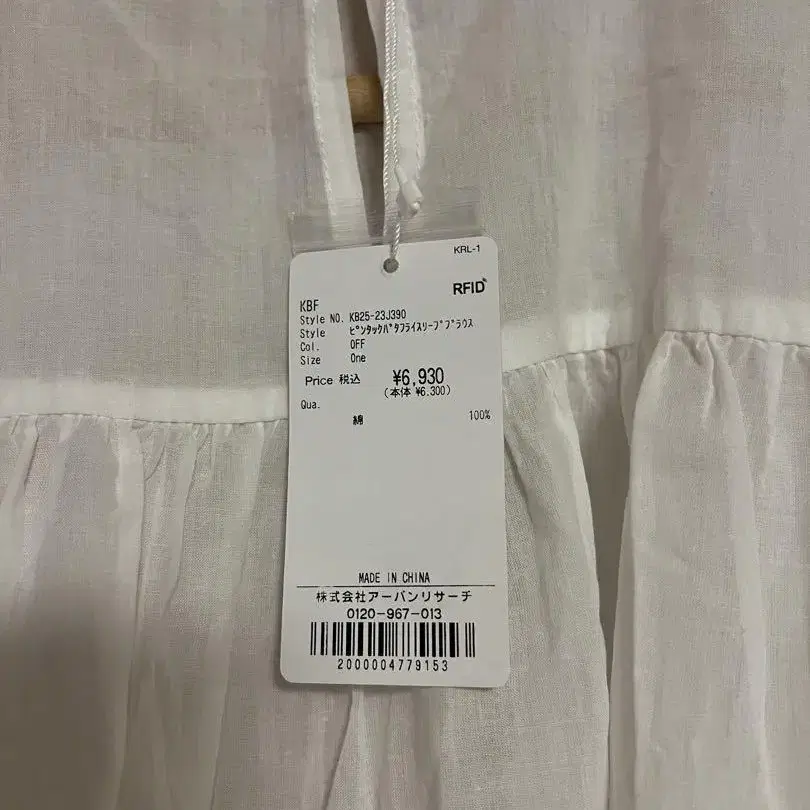 KRL-1
RFID
KBF
Style NO. KB25-23J390
Style ﾋﾟﾝﾀｯｸﾊﾞﾀﾌﾗｲｽﾘｰﾌﾞﾌﾞﾗｳｽ
Col. OFF
Size One
Price 税込 ¥6,930
(本体 ¥6,300)
Qua.
綿 100%
MADE IN CHINA
株式会社アーバンリサーチ
0120-967-013
2000004779153